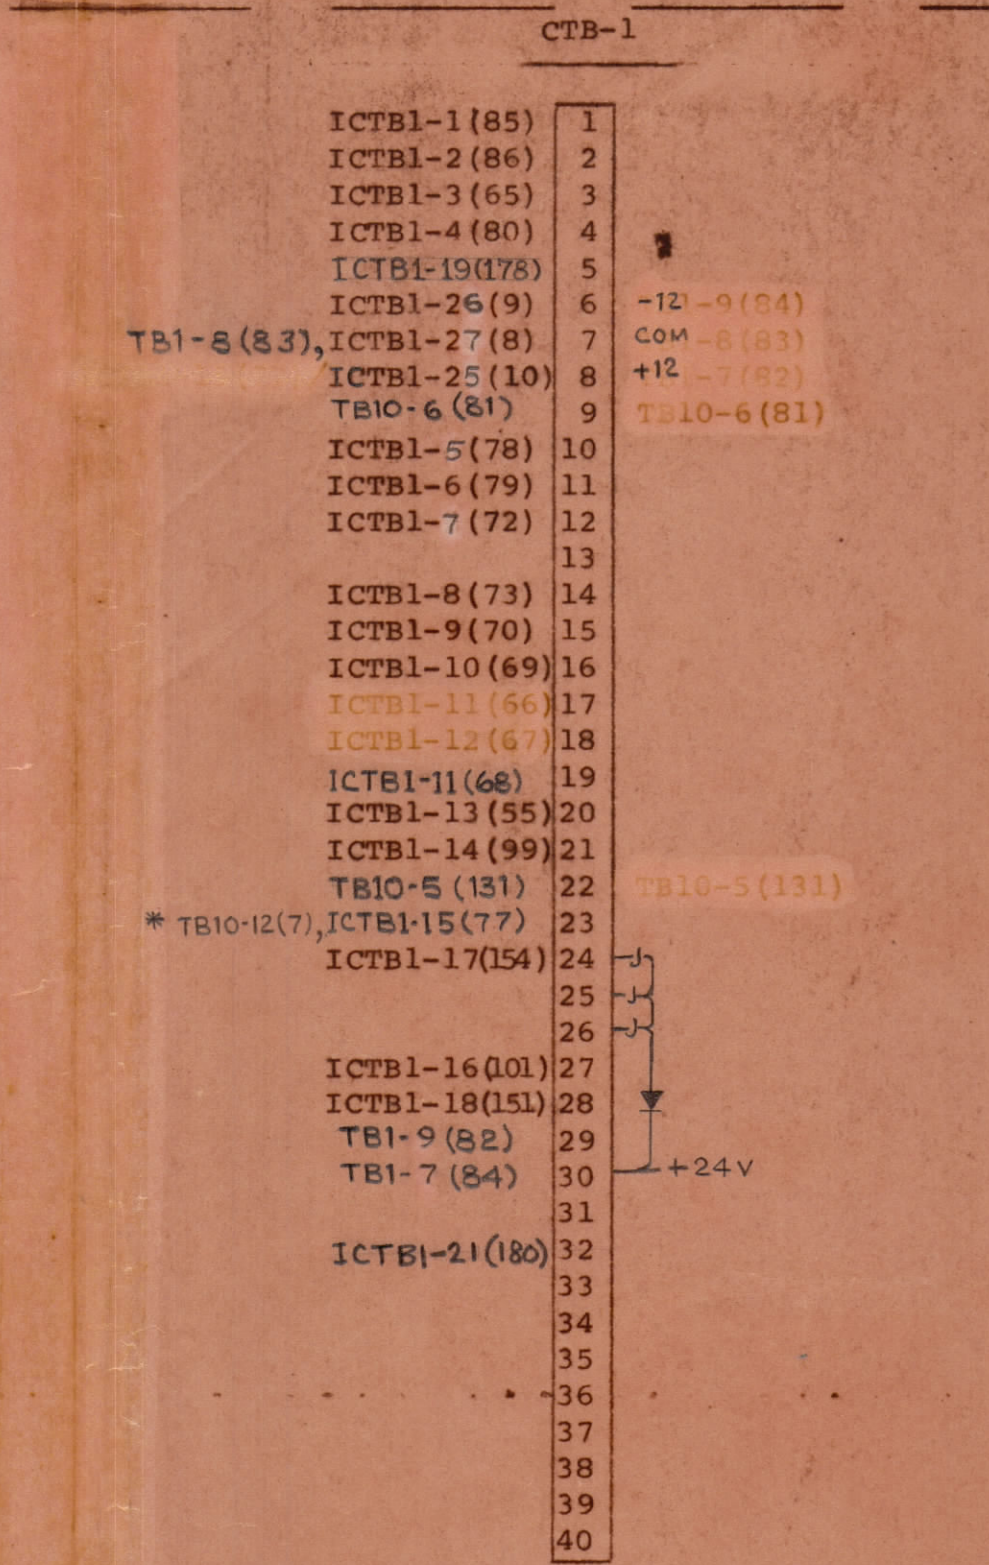 CTB-1
ICTB1-1(85) 1
ICTB1-2(86) 2
ICTB1-3(65) 3
ICTB1-4(80) 4
ICTB1-19(178) 5
ICTB1-26(9) 6 -12 1-9(84)
TB1-8(83), ICTB1-27(8) 7 COM -8(83)
ICTB1-25(10) 8 +12 -7(82)
TB10-6(81) 9 TB10-6(81)
ICTB1-5(78) 10
ICTB1-6(79) 11
ICTB1-7(72) 12
13
ICTB1-8(73) 14
ICTB1-9(70) 15
ICTB1-10(69) 16
ICTB1-11(66) 17
ICTB1-12(67) 18
ICTB1-11(68) 19
ICTB1-13(55) 20
ICTB1-14(99) 21
TB10-5(131) 22 TB10-5(131)
* TB10-12(7), ICTB1-15(77) 23
ICTB1-17(154) 24
25
26
ICTB1-16(101) 27
ICTB1-18(151) 28
TB1-9(82) 29
TB1-7(84) 30 +24V
31
ICTB1-21(180) 32
33
34
35
36
37
38
39
40